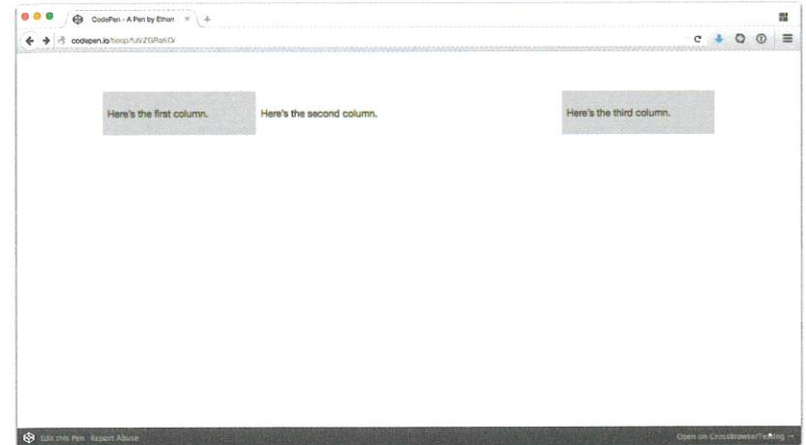 CodePen - A Pen by Ethan
codepen.io/beep/full/ZGRaKO/
Here's the first column.
Here's the second column.
Here's the third column.
Edit this Pen Report Abuse
Open on CrossBrowserTesting →